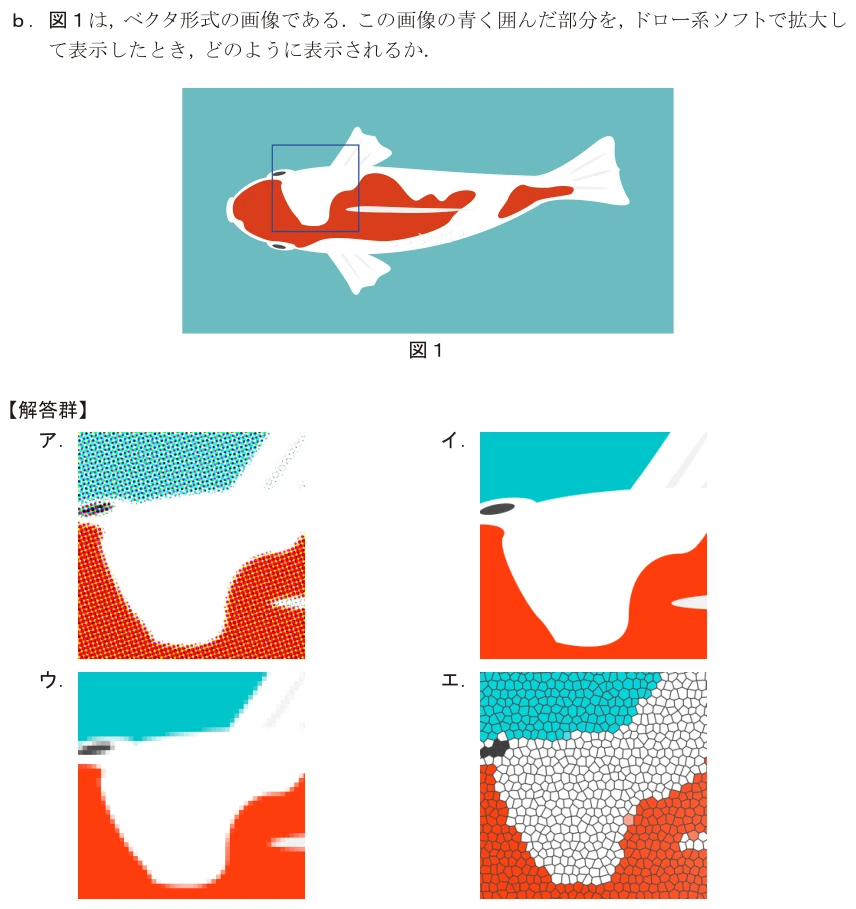 b. 図1は,ベクタ形式の画像である.この画像の青く囲んだ部分を,ドロー系ソフトで拡大し
て表示したとき,どのように表示されるか.
図1
【解答群】
ア.
イ.
ウ.
エ.